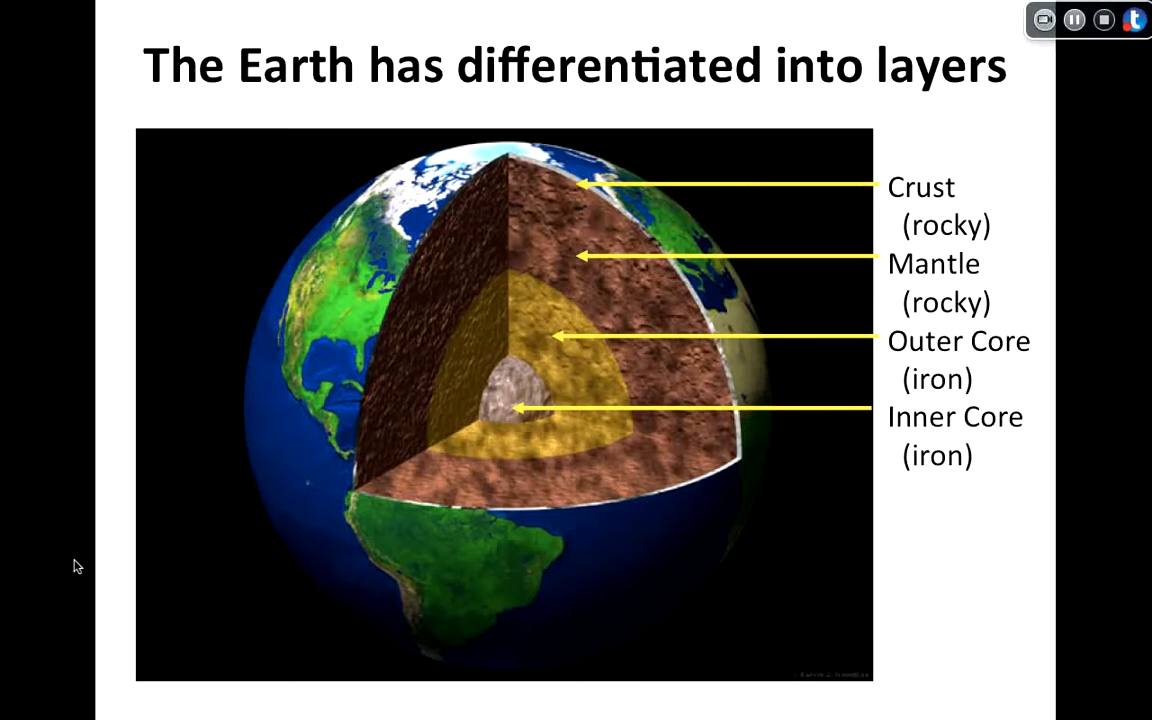 The Earth has differentiated into layers
Crust
(rocky)
Mantle
(rocky)
Outer Core
(iron)
Inner Core
(iron)